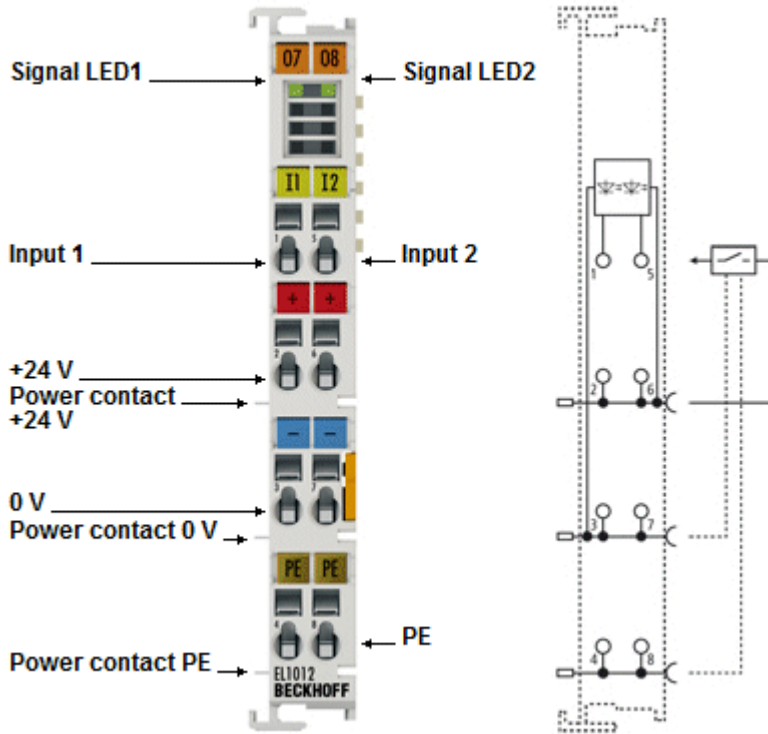 07 08
Signal LED1
Signal LED2
I1 I2
1 5
Input 1
Input 2
+ +
2 6
+24 V
Power contact
+24 V
- -
3 7
0 V
Power contact 0 V
PE PE
4 8
PE
Power contact PE
EL1012
BECKHOFF
1 5
2 6
3 7
4 8